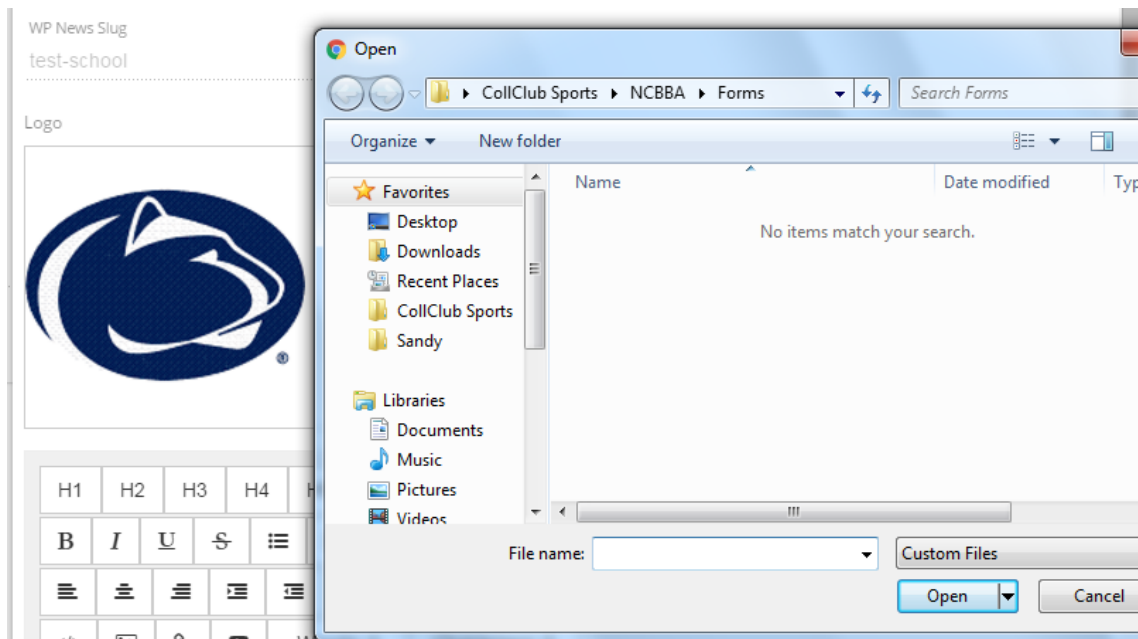 WP News Slug
test-school
Logo
®
H1 H2 H3 H4
B I U S
Open
CollClub Sports NCBBA Forms
Search Forms
Organize New folder
Favorites
Desktop
Downloads
Recent Places
CollClub Sports
Sandy
Libraries
Documents
Music
Pictures
Videos
Name Date modified
No items match your search.
File name:
Custom Files
Open Cancel